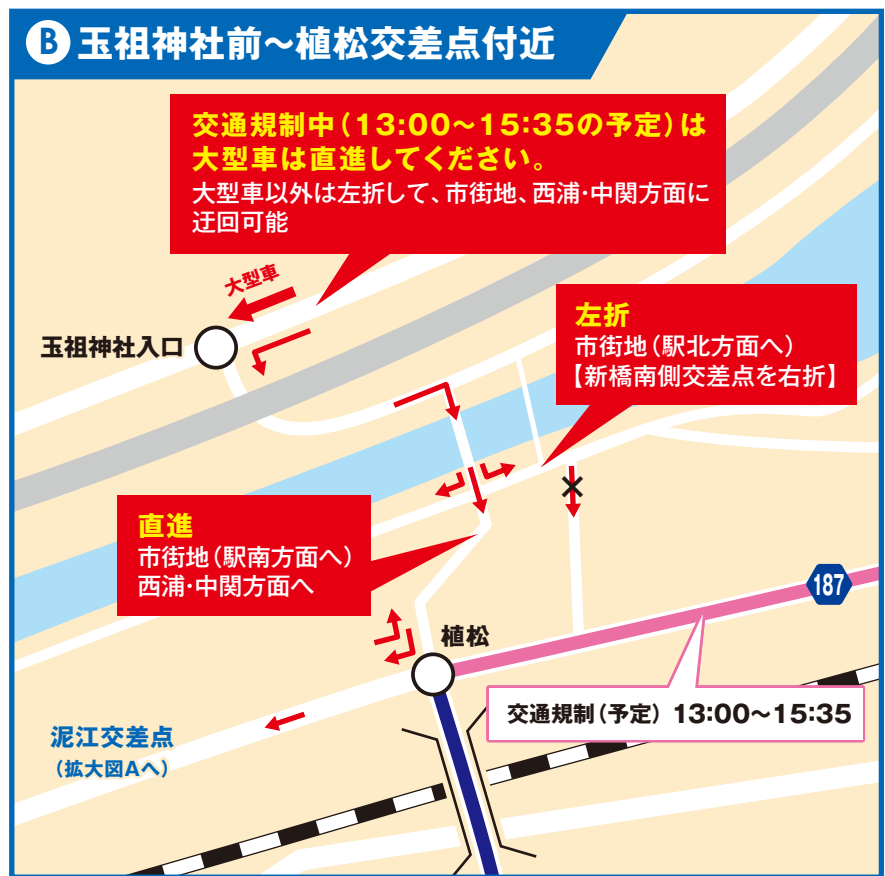 B 玉祖神社前～植松交差点付近
交通規制中（13:00～15:35の予定）は
大型車は直進してください。
大型車以外は左折して、市街地、西浦・中関方面に
迂回可能
大型車
玉祖神社入口
左折
市街地（駅北方面へ）
【新橋南側交差点を右折】
直進
市街地（駅南方面へ）
西浦・中関方面へ
187
植松
交通規制（予定） 13:00～15:35
泥江交差点
（拡大図Aへ）